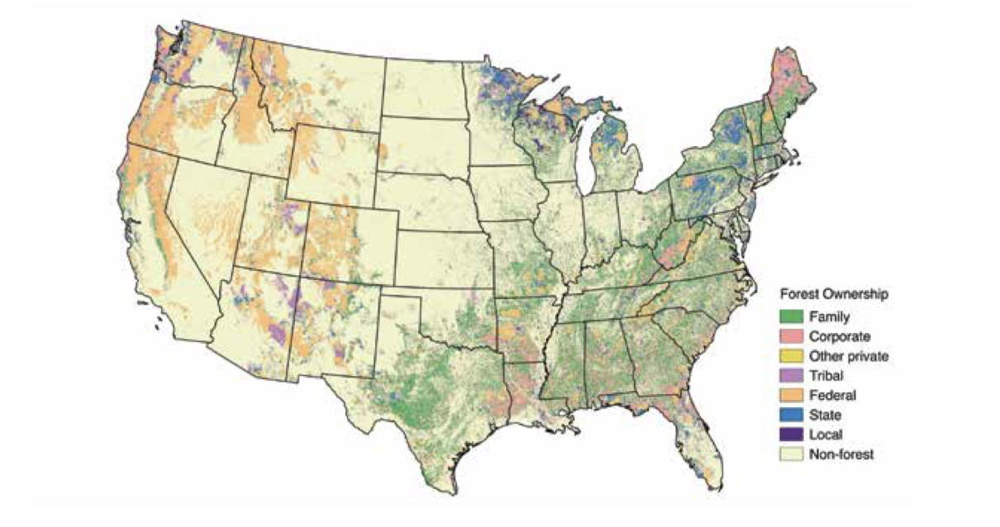 Forest Ownership
Family
Corporate
Other private
Tribal
Federal
State
Local
Non-forest